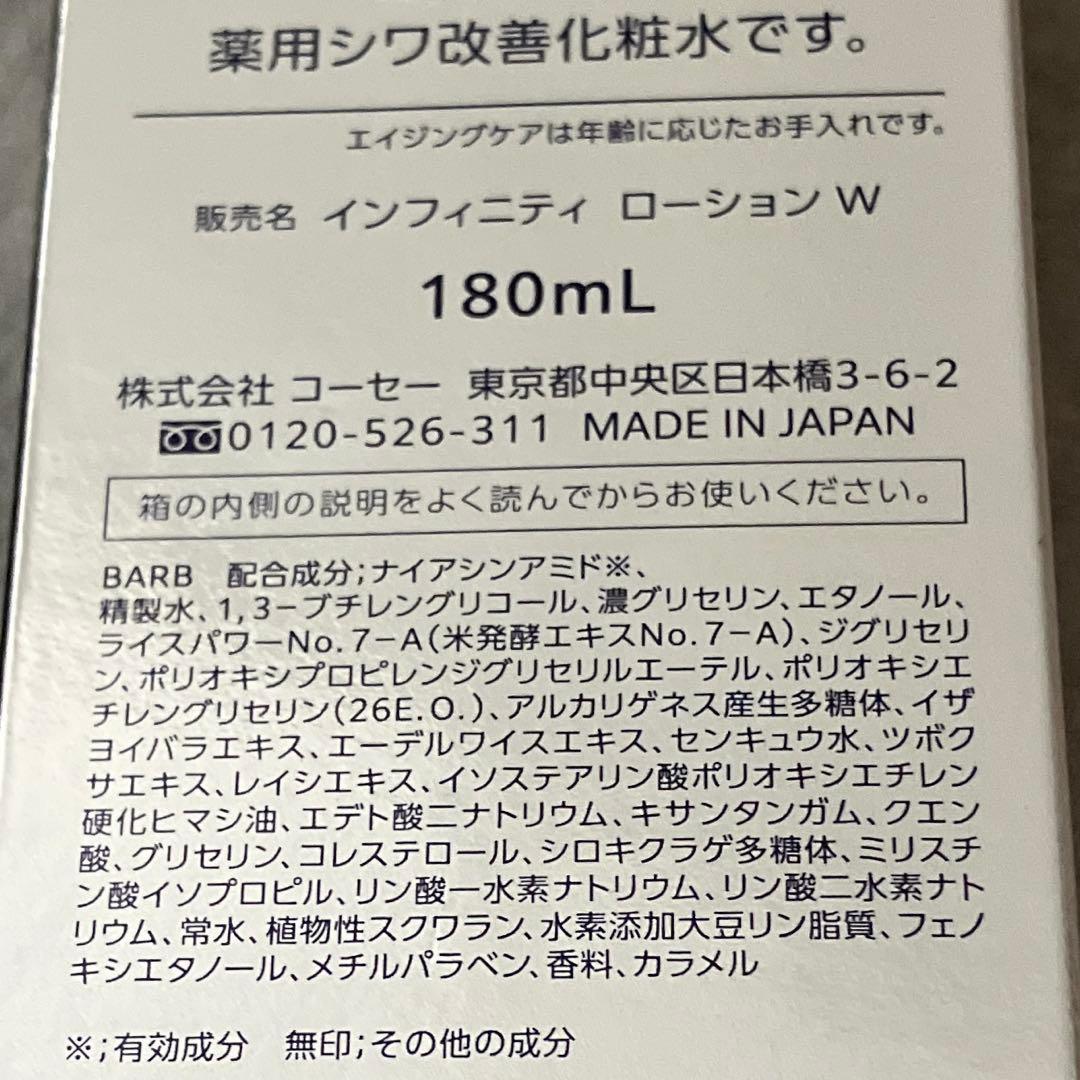 薬用シワ改善化粧水です。
エイジングケアは年齢に応じたお手入れです。
販売名 インフィニティ ローション W
180mL
株式会社 コーセー 東京都中央区日本橋3-6-2
0120-526-311 MADE IN JAPAN
箱の内側の説明をよく読んでからお使いください。
BARB 配合成分;ナイアシンアミド※、
精製水、1,3－ブチレングリコール、濃グリセリン、エタノール、
ライスパワーNo.7－A(米発酵エキスNo.7－A)、ジグリセリ
ン、ポリオキシプロピレンジグリセリルエーテル、ポリオキシエ
チレングリセリン(26E.O.)、アルカリゲネス産生多糖体、イザ
ヨイバラエキス、エーデルワイスエキス、センキュウ水、ツボク
サエキス、レイシエキス、イソステアリン酸ポリオキシエチレン
硬化ヒマシ油、エデト酸二ナトリウム、キサンタンガム、クエン
酸、グリセリン、コレステロール、シロキクラゲ多糖体、ミリスチ
ン酸イソプロピル、リン酸一水素ナトリウム、リン酸二水素ナト
リウム、常水、植物性スクワラン、水素添加大豆リン脂質、フェノ
キシエタノール、メチルパラベン、香料、カラメル
※;有効成分 無印;その他の成分